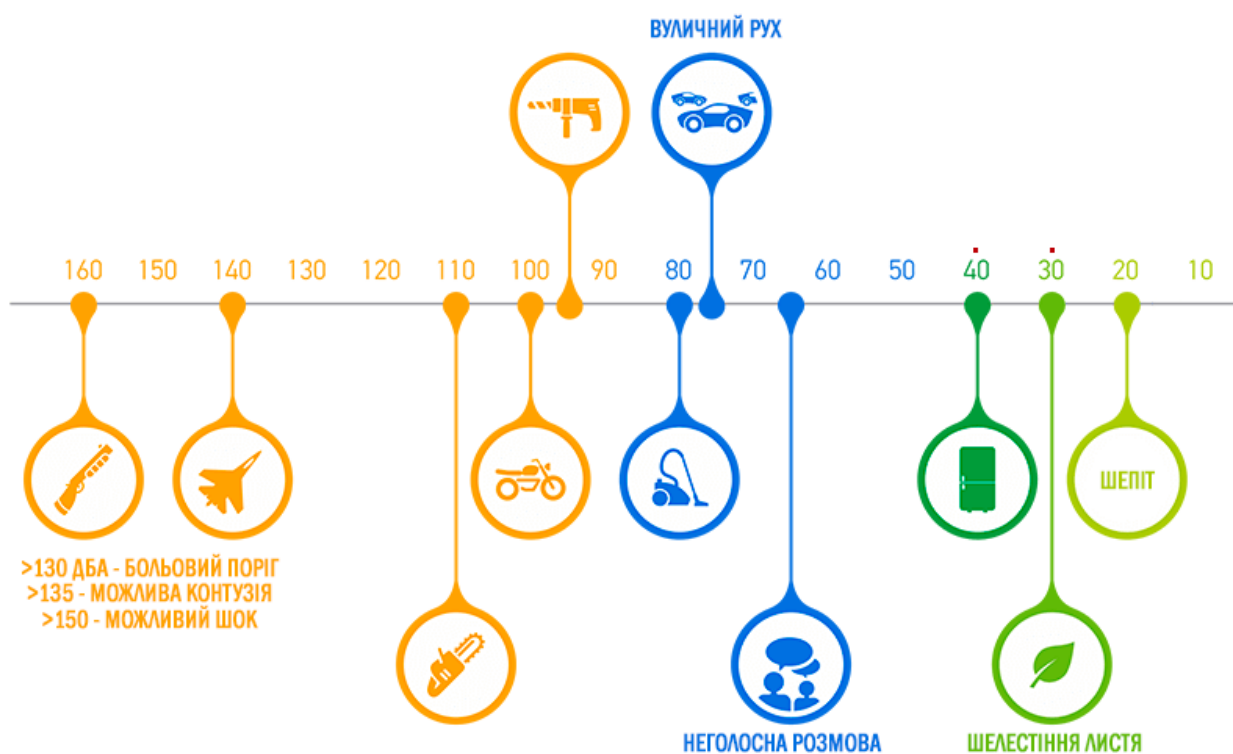 ВУЛИЧНИЙ РУХ
160 150 140 130 120 110 100 90 80 70 60 50 40 30 20 10
ШЕПІТ
>130 ДБА - БОЛЬОВИЙ ПОРІГ
>135 - МОЖЛИВА КОНТУЗІЯ
>150 - МОЖЛИВИЙ ШОК
НЕГОЛОСНА РОЗМОВА
ШЕЛЕСТІННЯ ЛИСТЯ